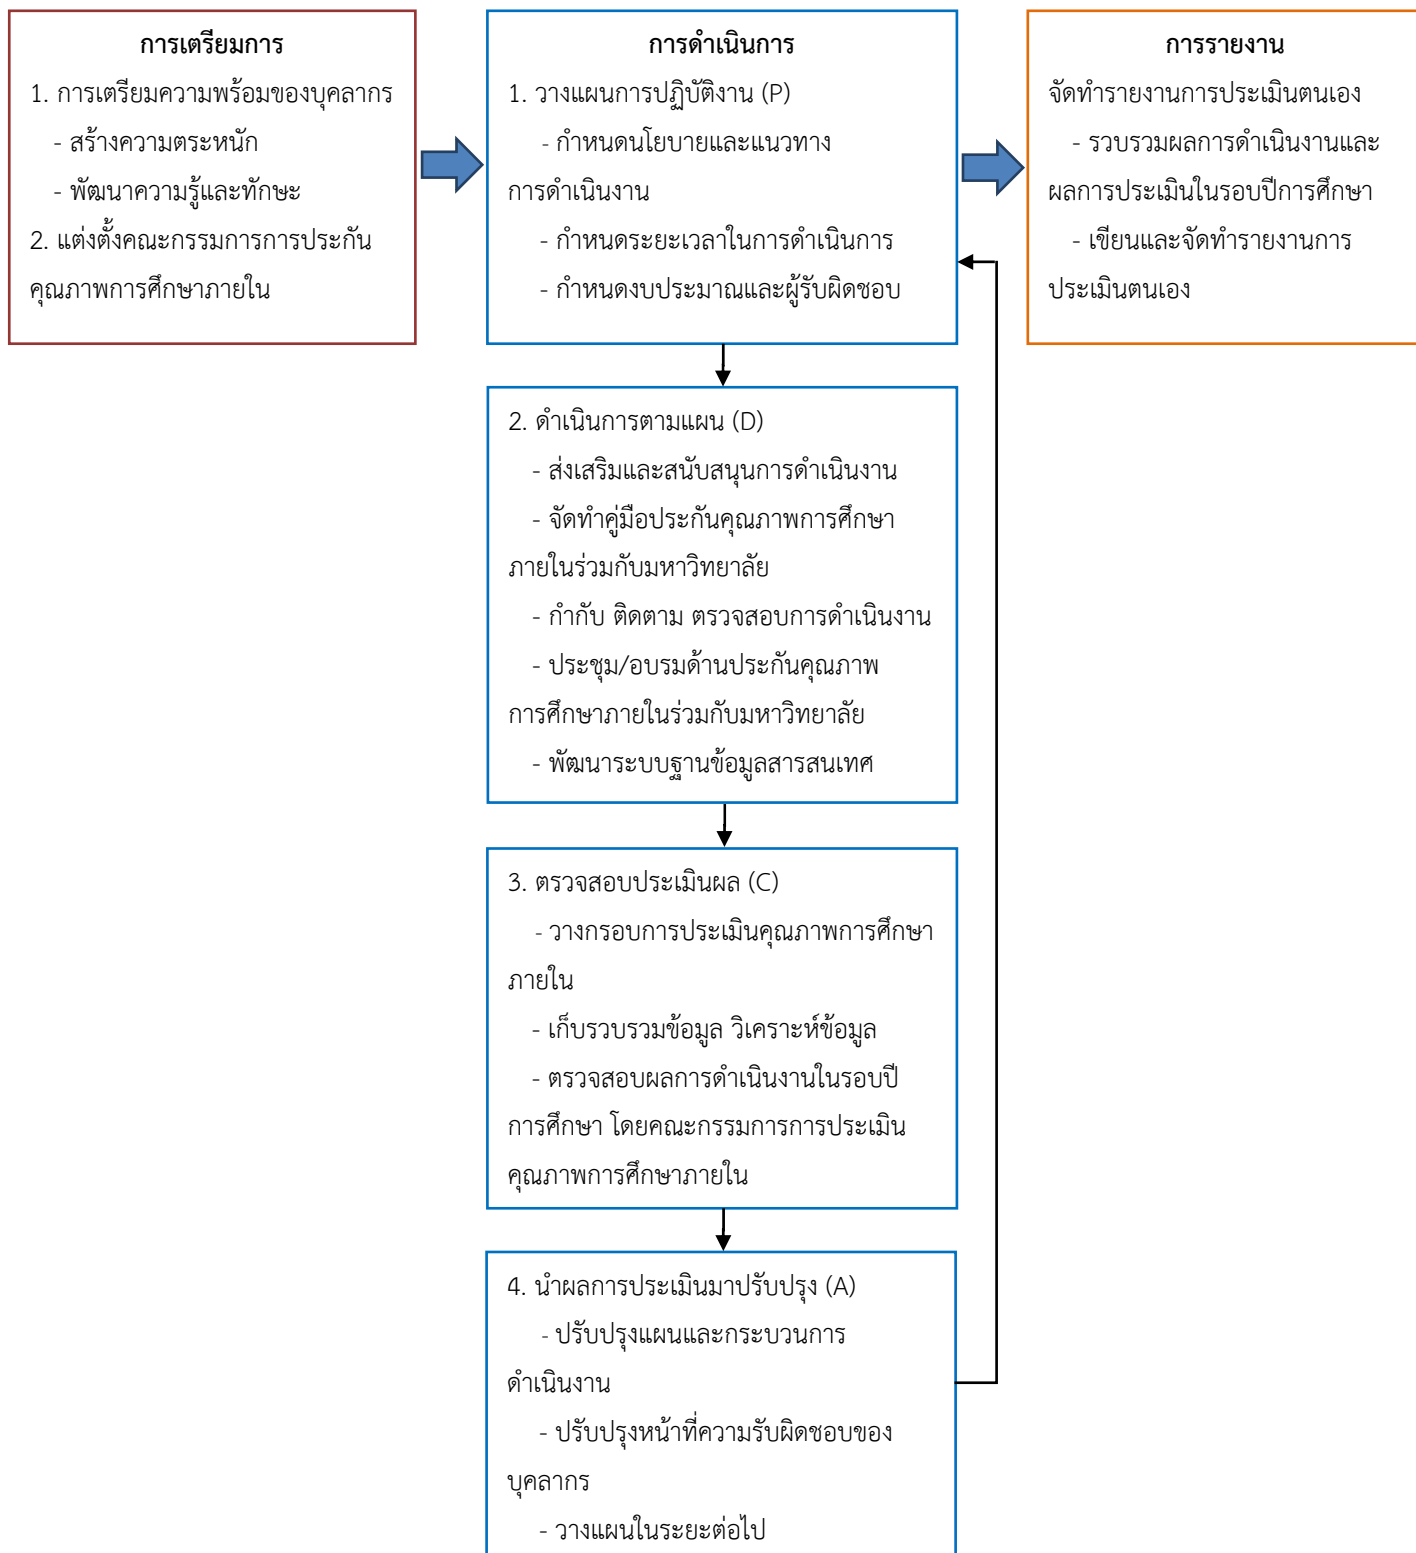 การเตรียมการ
1. การเตรียมความพร้อมของบุคลากร
- สร้างความตระหนัก
- พัฒนาความรู้และทักษะ
2. แต่งตั้งคณะกรรมการการประกัน
คุณภาพการศึกษาภายใน
การดำเนินการ
1. วางแผนการปฏิบัติงาน (P)
- กำหนดนโยบายและแนวทาง
การดำเนินงาน
- กำหนดระยะเวลาในการดำเนินการ
- กำหนดงบประมาณและผู้รับผิดชอบ
การรายงาน
จัดทำรายงานการประเมินตนเอง
- รวบรวมผลการดำเนินงานและ
ผลการประเมินในรอบปีการศึกษา
- เขียนและจัดทำรายงานการ
ประเมินตนเอง
2. ดำเนินการตามแผน (D)
- ส่งเสริมและสนับสนุนการดำเนินงาน
- จัดทำคู่มือประกันคุณภาพการศึกษา
ภายในร่วมกับมหาวิทยาลัย
- กำกับ ติดตาม ตรวจสอบการดำเนินงาน
- ประชุม/อบรมด้านประกันคุณภาพ
การศึกษาภายในร่วมกับมหาวิทยาลัย
- พัฒนาระบบฐานข้อมูลสารสนเทศ
3. ตรวจสอบประเมินผล (C)
- วางกรอบการประเมินคุณภาพการศึกษา
ภายใน
- เก็บรวบรวมข้อมูล วิเคราะห์ข้อมูล
- ตรวจสอบผลการดำเนินงานในรอบปี
การศึกษา โดยคณะกรรมการการประเมิน
คุณภาพการศึกษาภายใน
4. นำผลการประเมินมาปรับปรุง (A)
- ปรับปรุงแผนและกระบวนการ
ดำเนินงาน
- ปรับปรุงหน้าที่ความรับผิดชอบของ
บุคลากร
- วางแผนในระยะต่อไป